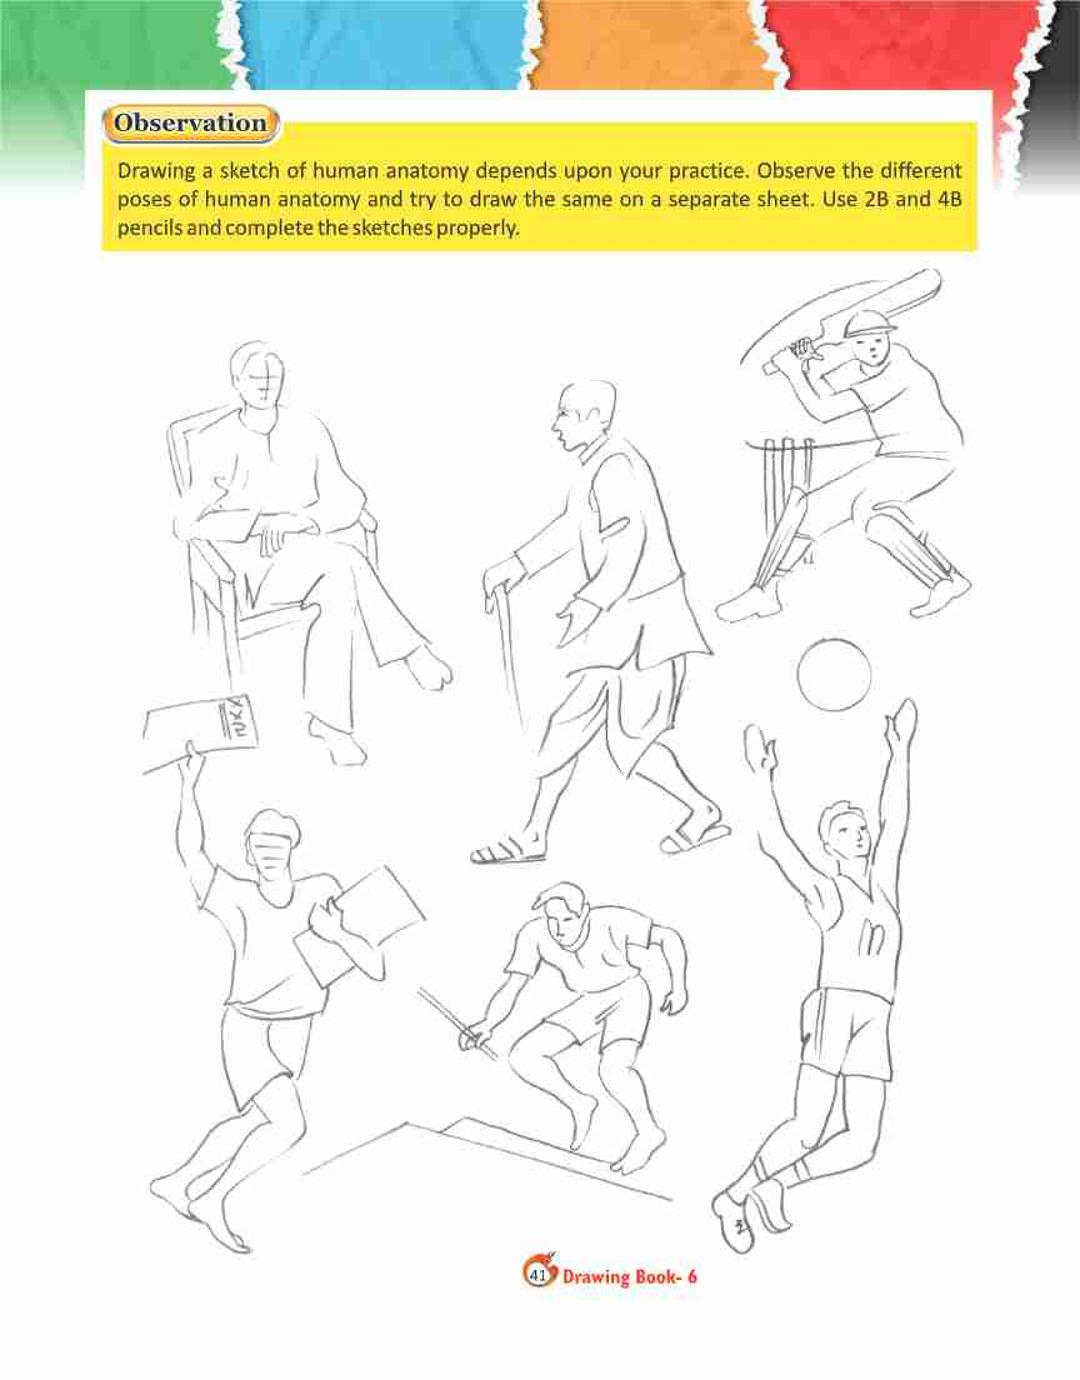 Observation
Drawing a sketch of human anatomy depends upon your practice. Observe the different
poses of human anatomy and try to draw the same on a separate sheet. Use 2B and 4B
pencils and complete the sketches properly.
41 Drawing Book- 6